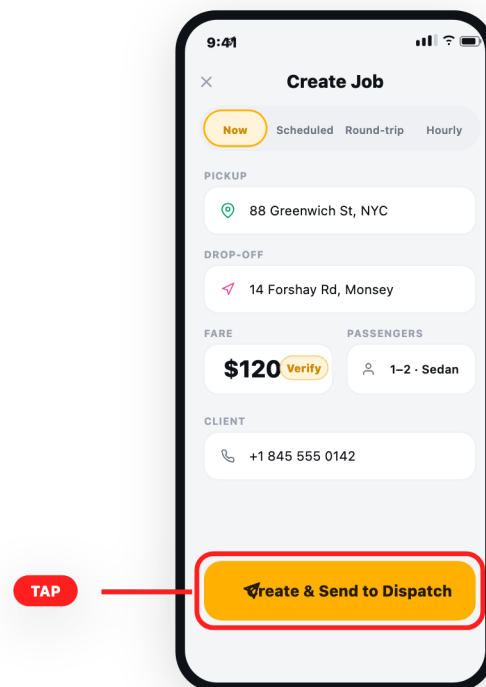 9:41
Create Job
Now Scheduled Round-trip Hourly
PICKUP
88 Greenwich St, NYC
DROP-OFF
14 Forshay Rd, Monsey
FARE PASSENGERS
$120 Verify 1–2 · Sedan
CLIENT
+1 845 555 0142
TAP Create & Send to Dispatch